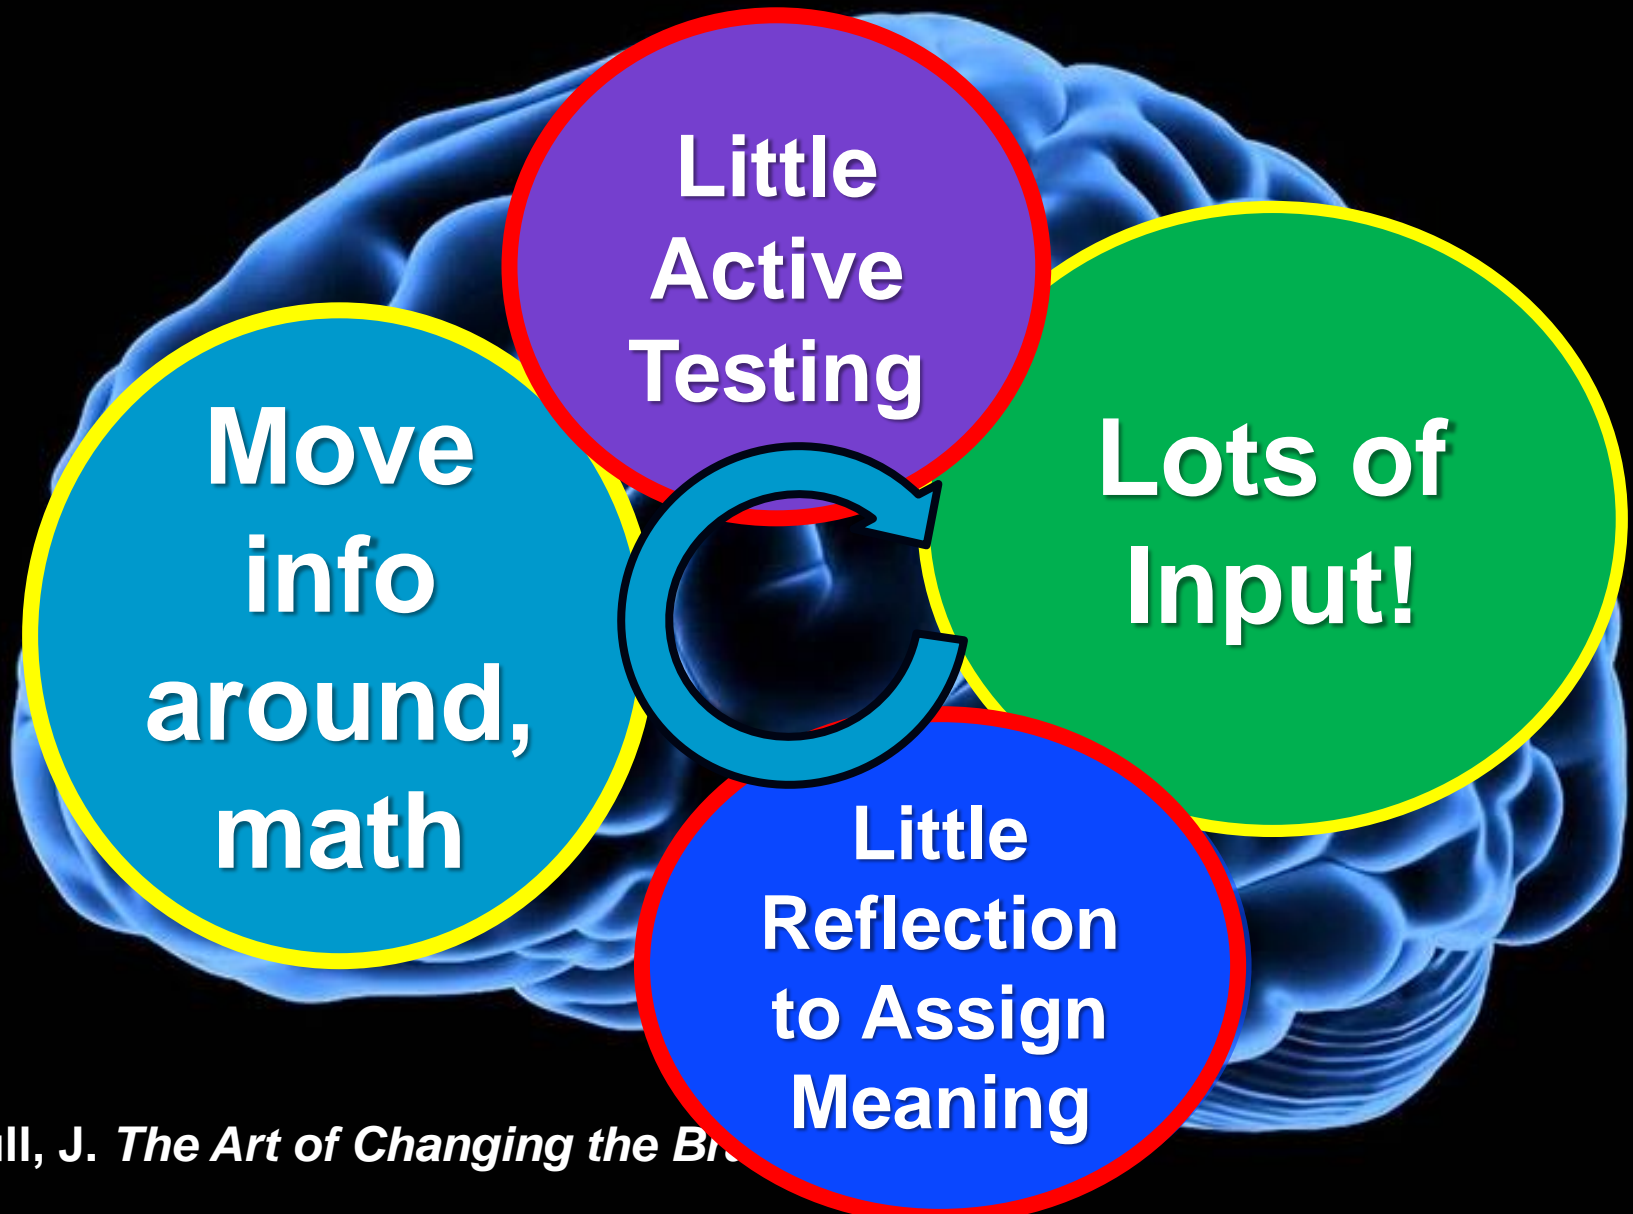 Little
Active
Testing
Move
info
around,
math
Lots of
Input!
Little
Reflection
to Assign
Meaning
J. The Art of Changing the